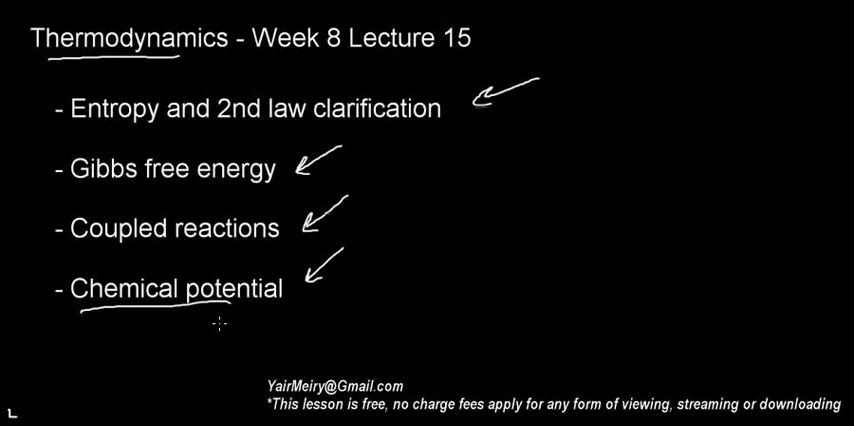 Thermodynamics - Week 8 Lecture 15
- Entropy and 2nd law clarification
- Gibbs free energy
- Coupled reactions
- Chemical potential
YairMeiry@Gmail.com
*This lesson is free, no charge fees apply for any form of viewing, streaming or downloading